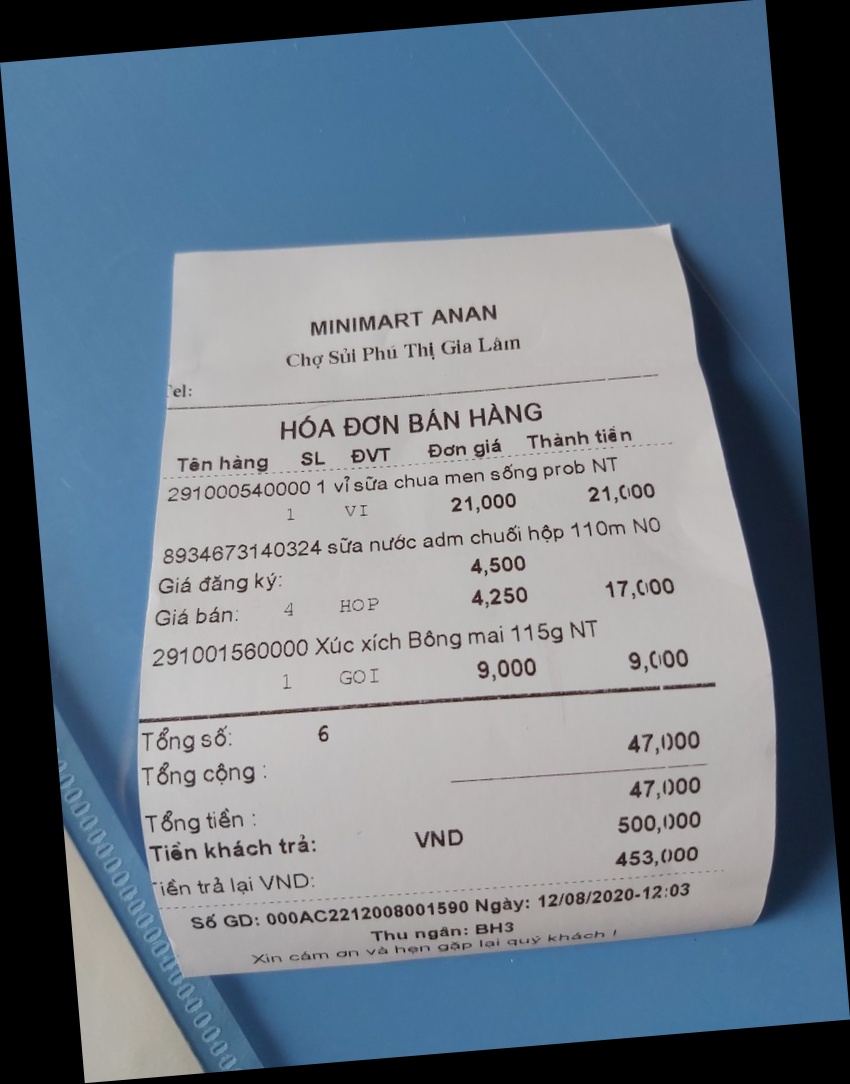 MINIMART ANAN
Chợ Sủi Phú Thị Gia Lâm
Tel:
HÓA ĐƠN BÁN HÀNG
Tên hàng SL ĐVT Đơn giá Thành tiền
291000540000 1 vỉ sữa chua men sống prob NT
1 VI 21,000 21,000
8934673140324 sữa nước adm chuối hộp 110m N0
Giá đăng ký: 4,500
Giá bán: 4 HOP 4,250 17,000
291001560000 Xúc xích Bông mai 115g NT
1 GOI 9,000 9,000
Tổng số: 6
Tổng cộng : 47,000
Tổng tiền : 47,000
Tiền khách trả: VND 500,000
Tiền trả lại VND: 453,000
Số GD: 000AC2212008001590 Ngày: 12/08/2020-12:03
Thu ngân: BH3
Xin cám ơn và hẹn gặp lại quý khách !